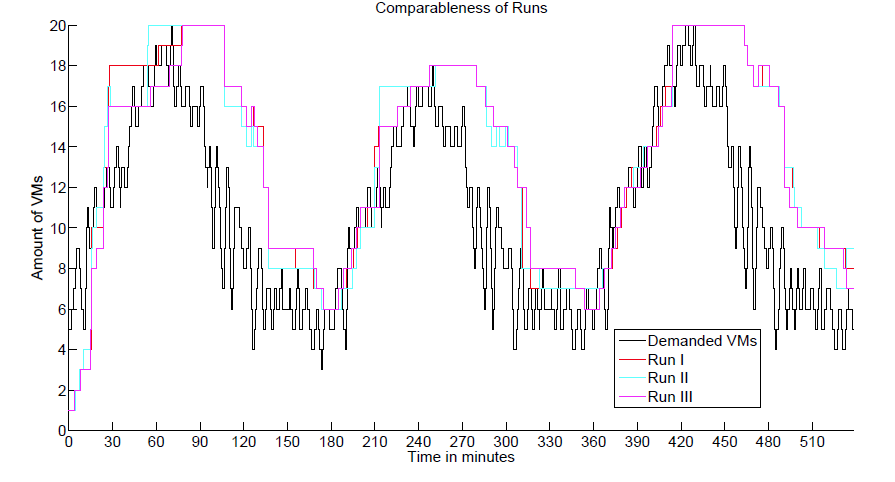 Comparableness of Runs
Amount of VMs
20
18
16
14
12
10
8
6
4
2
0
0 30 60 90 120 150 180 210 240 270 300 330 360 390 420 450 480 510
Time in minutes
Demanded VMs
Run I
Run II
Run III